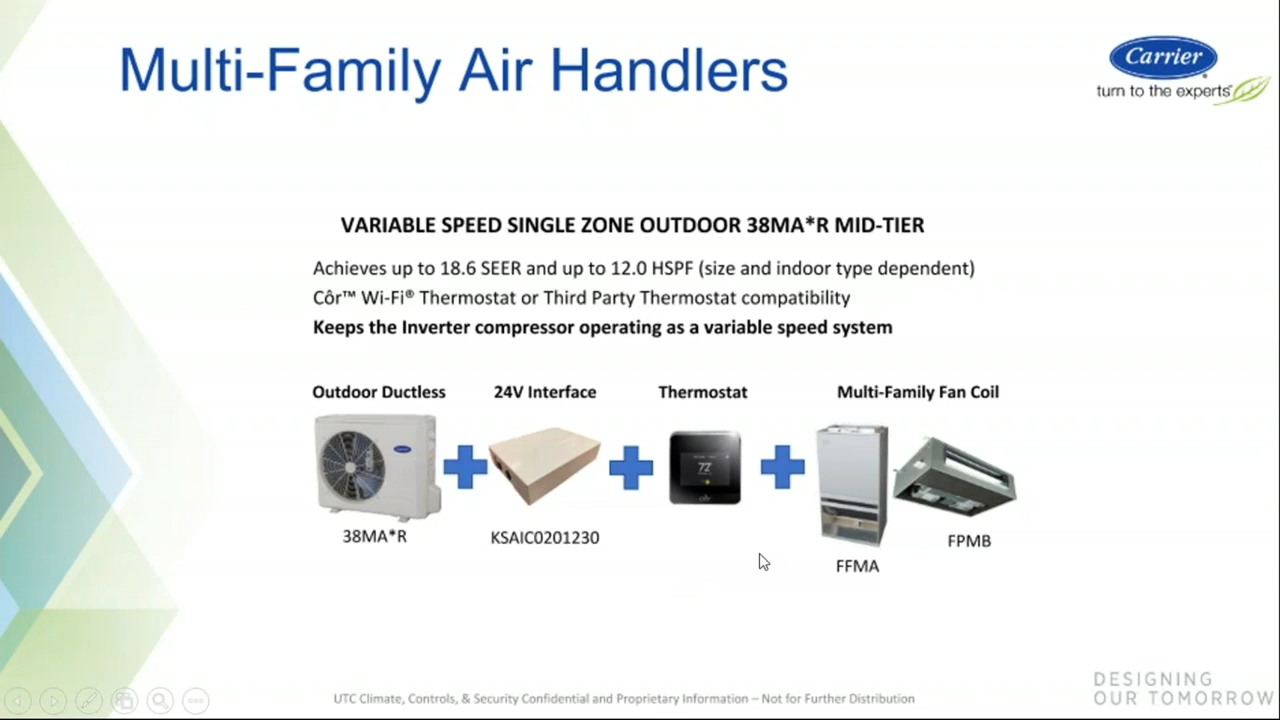 Multi-Family Air Handlers
Carrier
turn to the experts
VARIABLE SPEED SINGLE ZONE OUTDOOR 38MA*R MID-TIER
Achieves up to 18.6 SEER and up to 12.0 HSPF (size and indoor type dependent)
Côr™ Wi-Fi® Thermostat or Third Party Thermostat compatibility
Keeps the Inverter compressor operating as a variable speed system
Outdoor Ductless
24V Interface
Thermostat
Multi-Family Fan Coil
Carrier
72
côr
38MA*R
KSAIC0201230
FPMB
FFMA
UTC Climate, Controls, & Security Confidential and Proprietary Information – Not for Further Distribution
DESIGNING
OUR TOMORROW